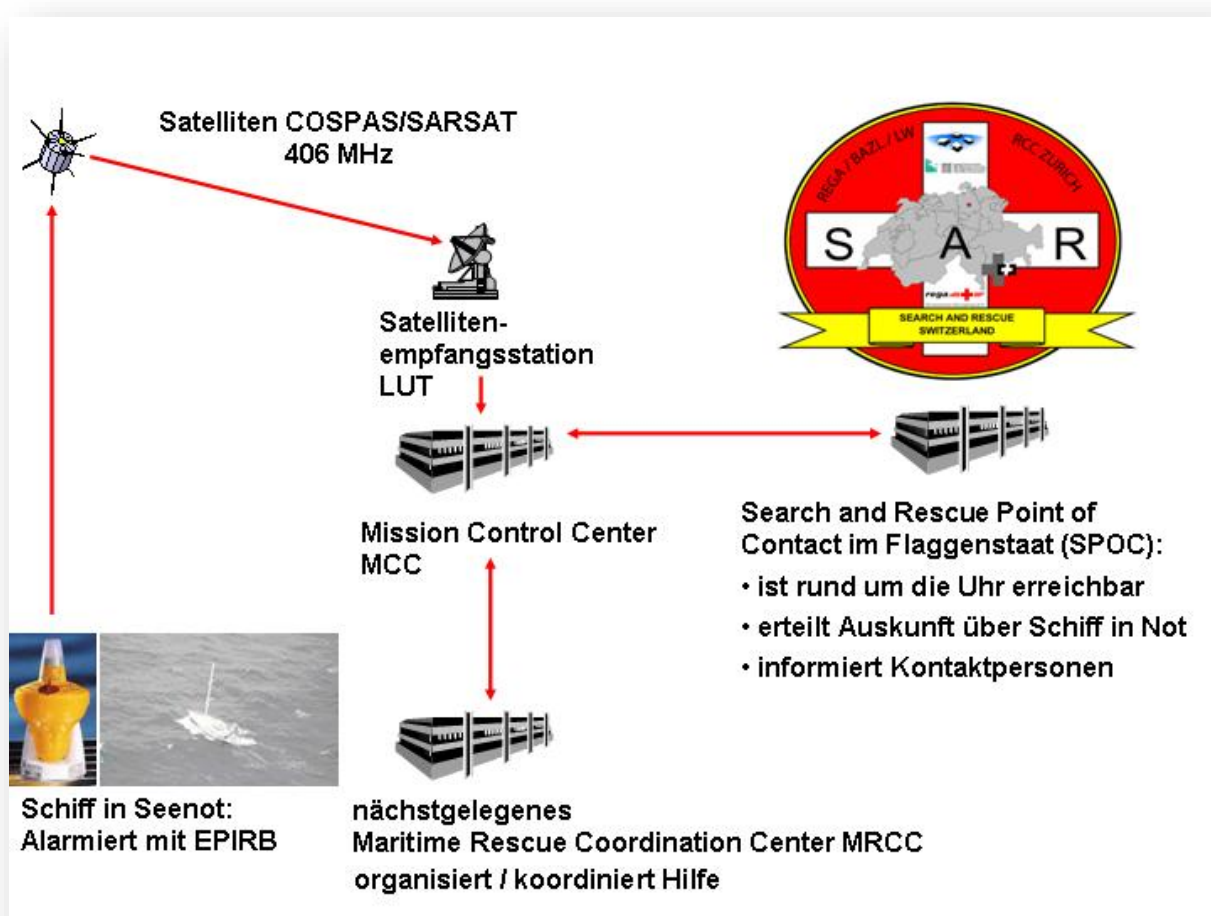 Satelliten COSPAS/SARSAT
406 MHz
REGA / BAZL / LW
RCC ZURICH
S A R
rega
SEARCH AND RESCUE
SWITZERLAND
Satelliten-
empfangsstation
LUT
Mission Control Center
MCC
Search and Rescue Point of
Contact im Flaggenstaat (SPOC):
• ist rund um die Uhr erreichbar
• erteilt Auskunft über Schiff in Not
• informiert Kontaktpersonen
Schiff in Seenot:
Alarmiert mit EPIRB
nächstgelegenes
Maritime Rescue Coordination Center MRCC
organisiert / koordiniert Hilfe